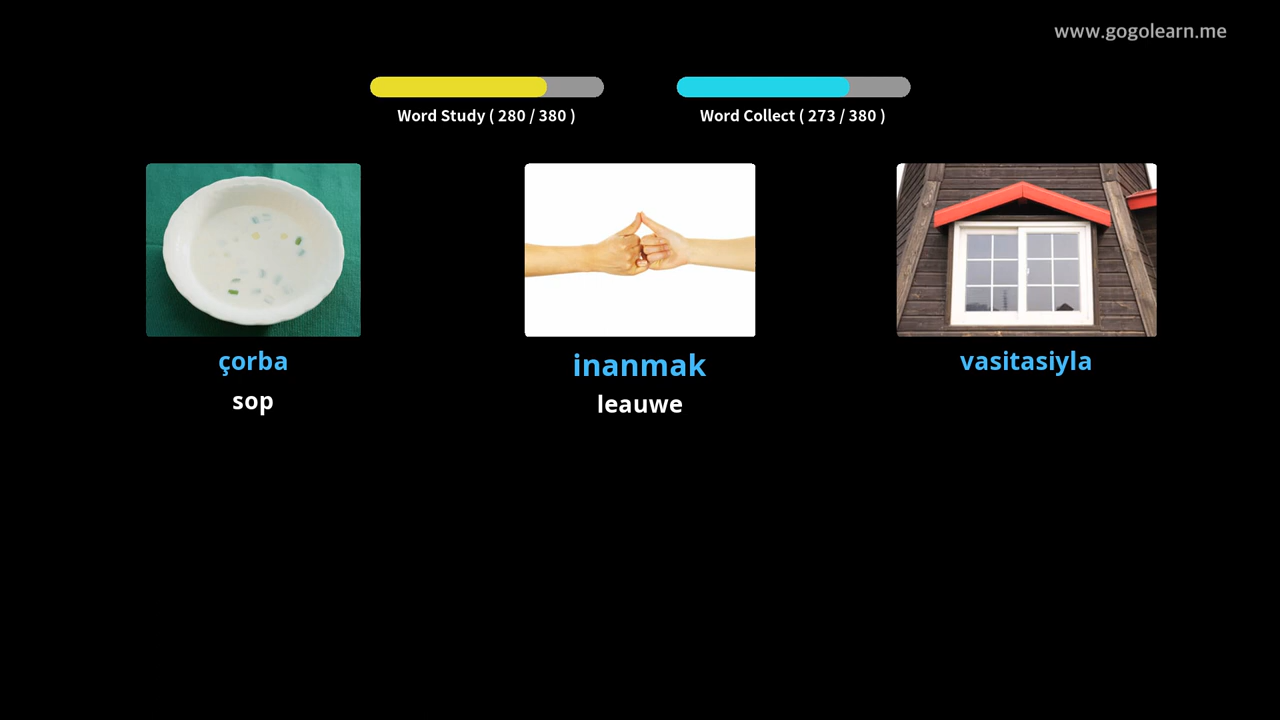 www.gogolearn.me
Word Study ( 280 / 380 )
Word Collect ( 273 / 380 )
çorba
sop
inanmak
leauwe
vasitasiyla